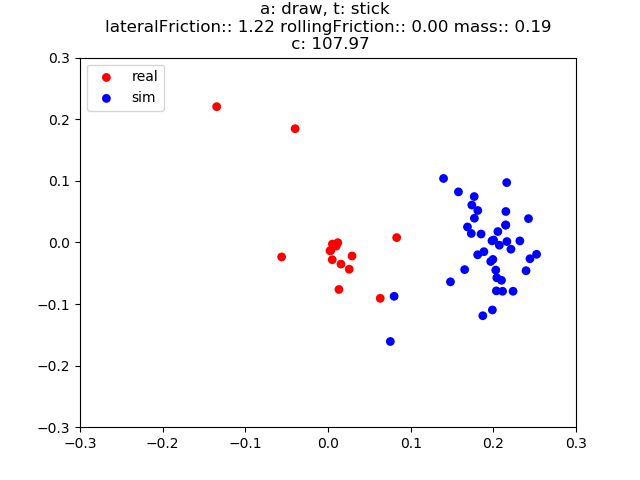 a: draw, t: stick
lateralFriction:: 1.22 rollingFriction:: 0.00 mass:: 0.19
c: 107.97
real
sim
0.3
0.2
0.1
0.0
−0.1
−0.2
−0.3
−0.3
−0.2
−0.1
0.0
0.1
0.2
0.3